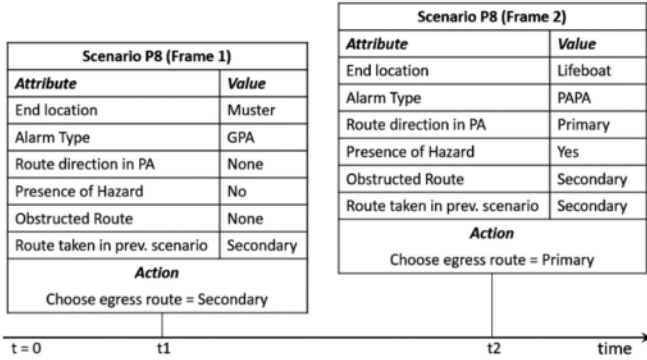 Scenario P8 (Frame 1)
Attribute Value
End location Muster
Alarm Type GPA
Route direction in PA None
Presence of Hazard No
Obstructed Route None
Route taken in prev. scenario Secondary
Action
Choose egress route = Secondary
Scenario P8 (Frame 2)
Attribute Value
End location Lifeboat
Alarm Type PAPA
Route direction in PA Primary
Presence of Hazard Yes
Obstructed Route Secondary
Route taken in prev. scenario Secondary
Action
Choose egress route = Primary
t = 0 t1 t2 time